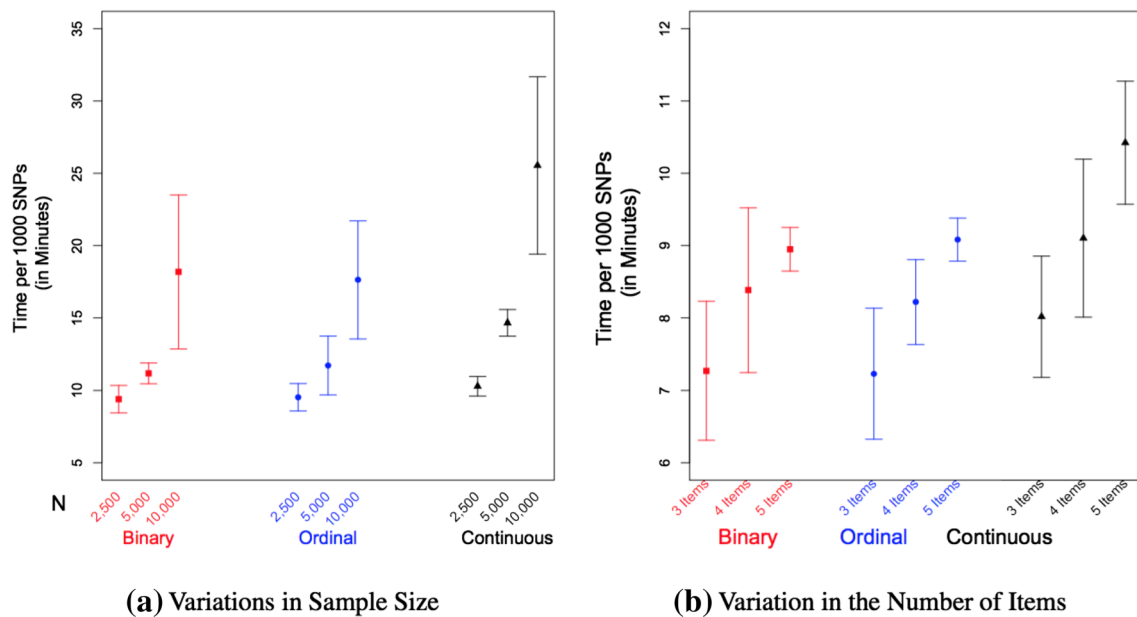 Time per 1000 SNPs
(in Minutes)
35
30
25
20
15
10
5
N
2,500
5,000
10,000
2,500
5,000
10,000
2,500
5,000
10,000
Binary
Ordinal
Continuous
(a) Variations in Sample Size
Time per 1000 SNPs
(in Minutes)
12
11
10
9
8
7
6
3 Items
4 Items
5 Items
3 Items
4 Items
5 Items
3 Items
4 Items
5 Items
Binary
Ordinal
Continuous
(b) Variation in the Number of Items